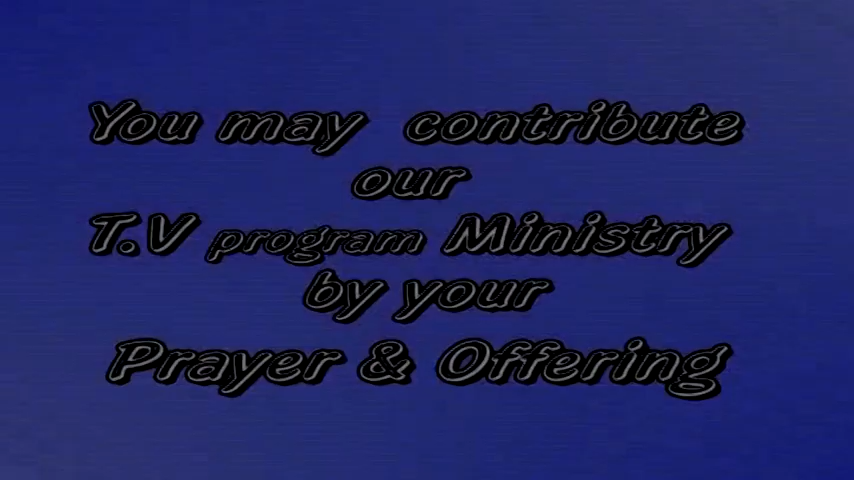 You may contribute
our
T.V program Ministry
by your
Prayer & Offering